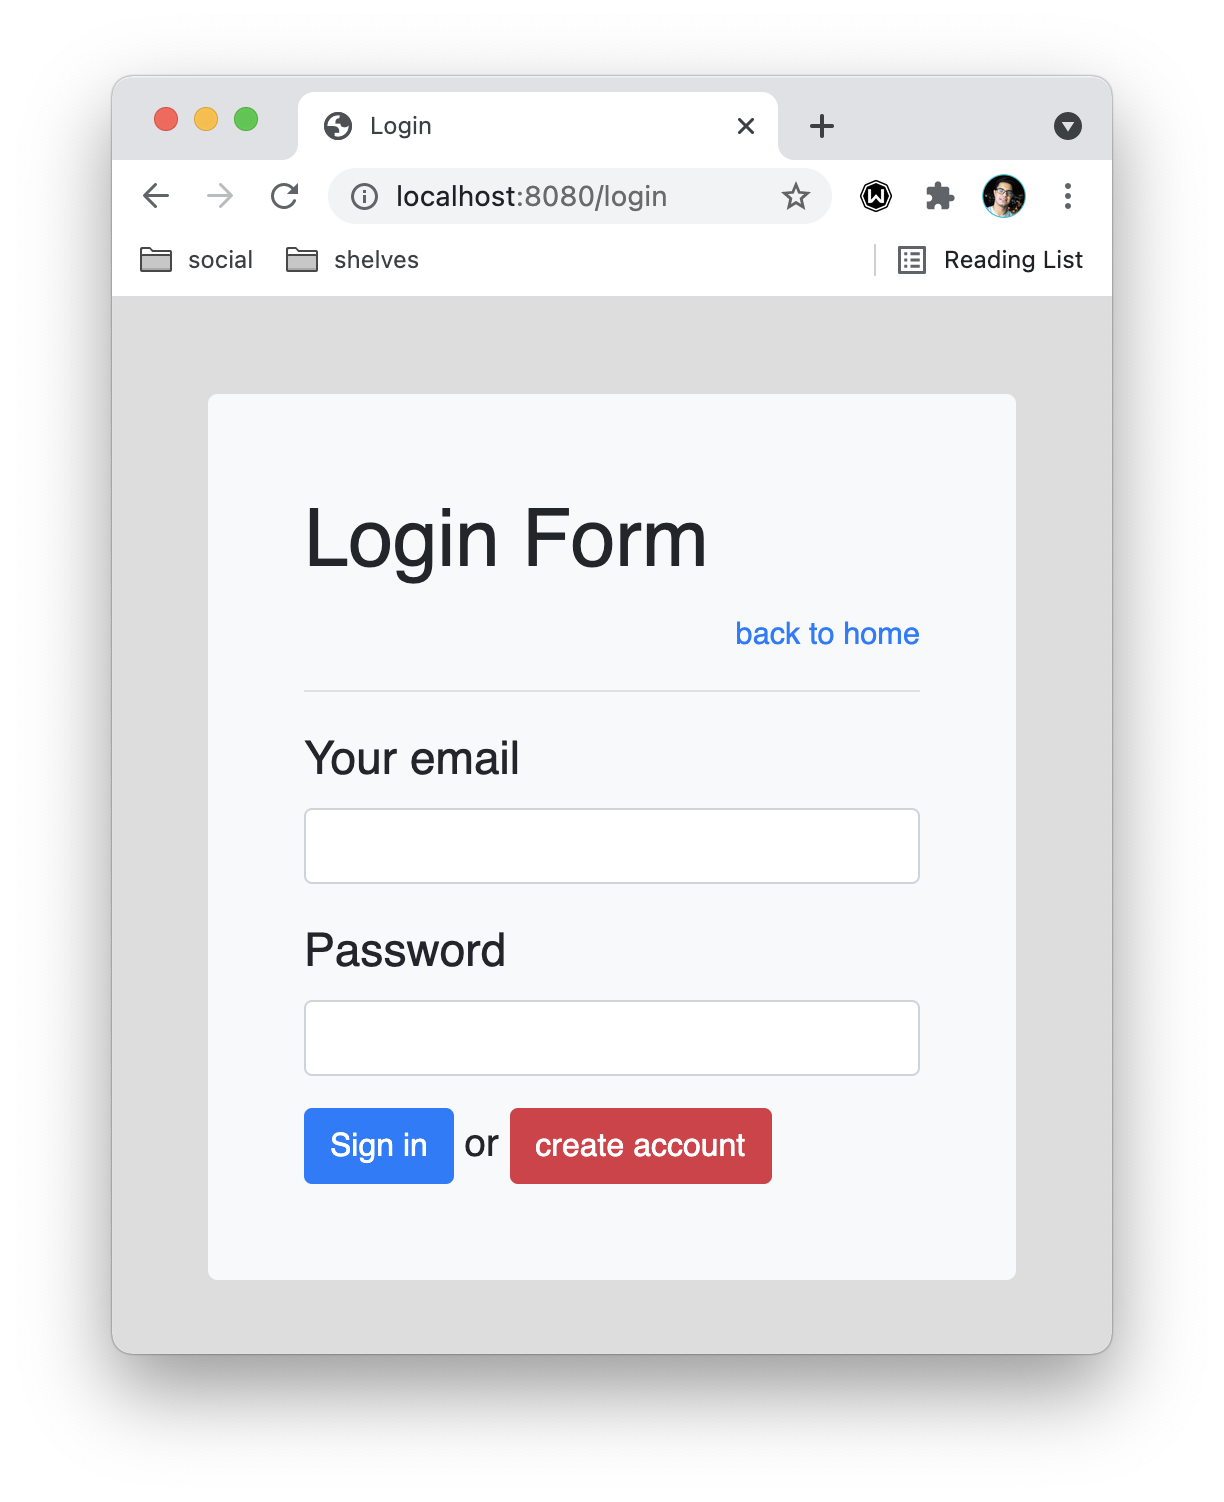 Login
localhost:8080/login
W
social shelves Reading List
Login Form
back to home
Your email
Password
Sign in or create account